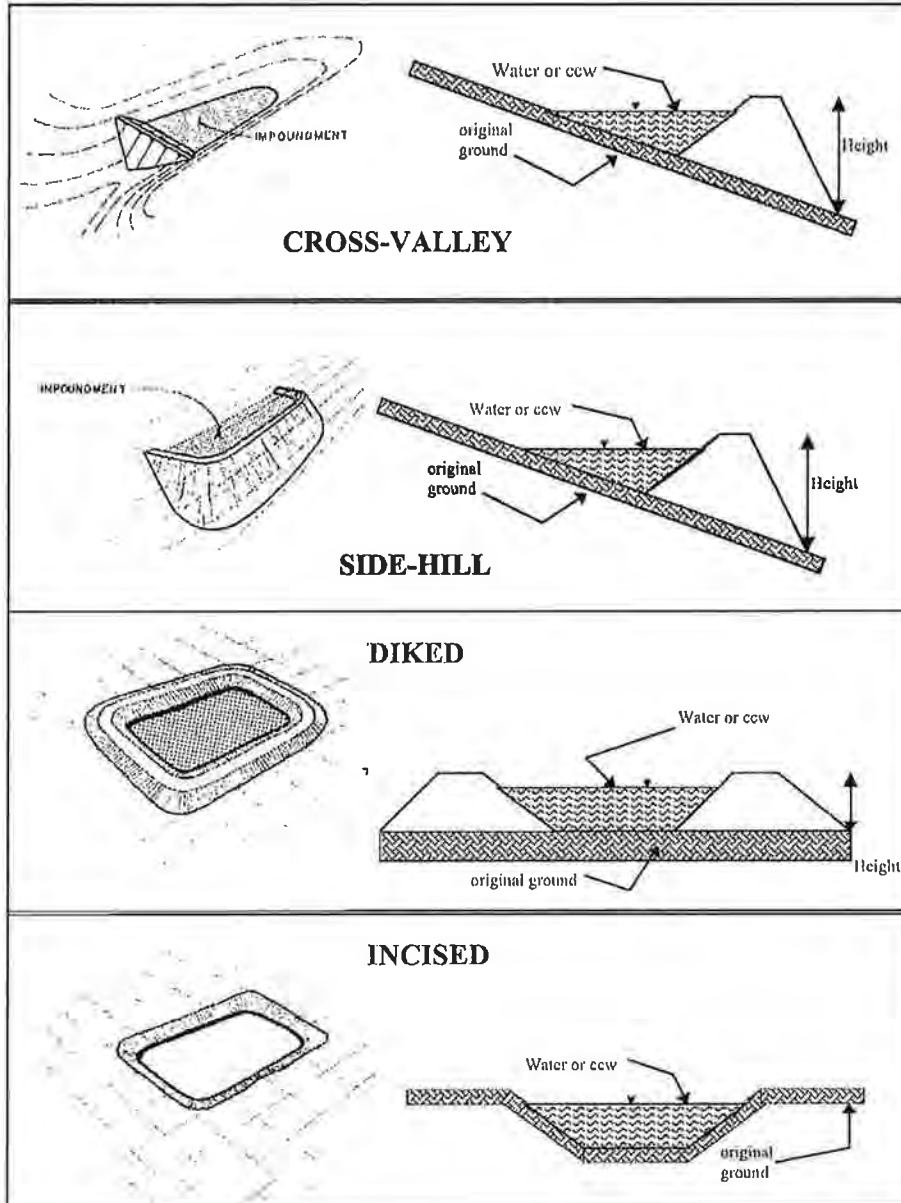 Water or ccw
IMPOUNDMENT
original
ground
Height
CROSS-VALLEY
IMPOUNDMENT
Water or ccw
original
ground
Height
SIDE-HILL
DIKED
Water or ccw
Height
original ground
INCISED
Water or ccw
original
ground